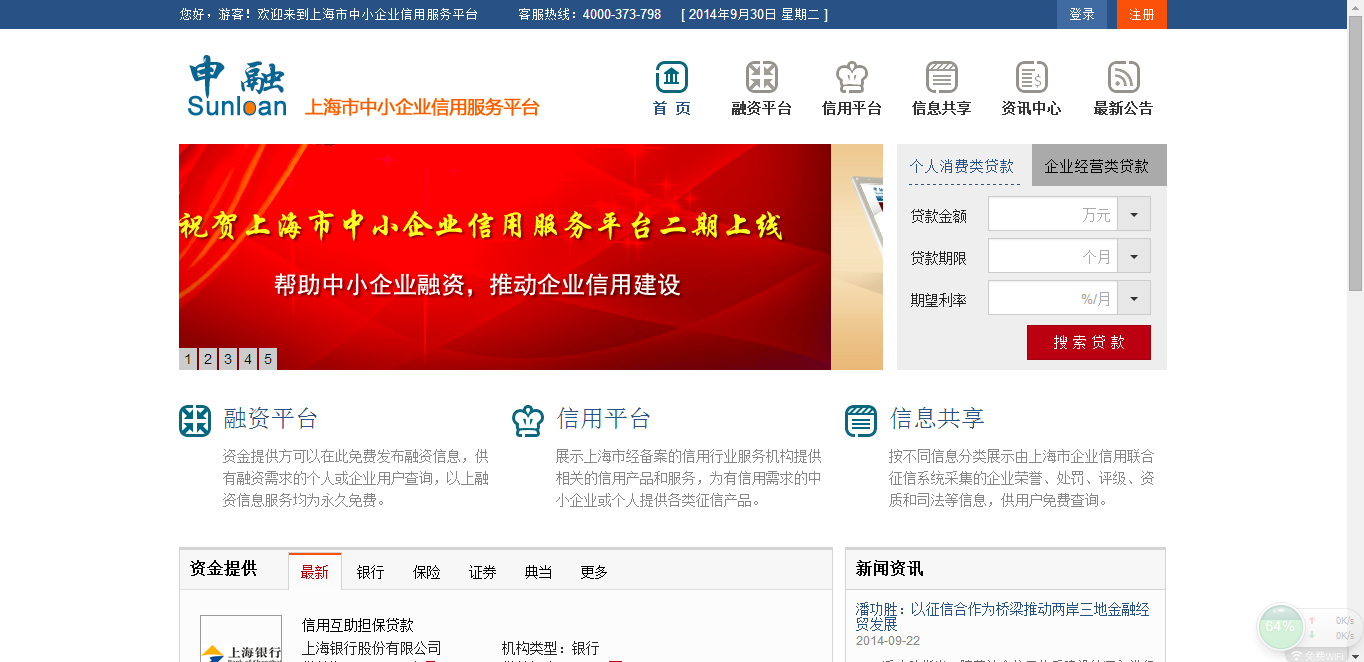 您好，游客！欢迎来到上海市中小企业信用服务平台 客服热线：4000-373-798 [ 2014年9月30日 星期二 ] 登录 注册
申融
Sunloan 上海市中小企业信用服务平台
首 页 融资平台 信用平台 信息共享 资讯中心 最新公告
祝贺上海市中小企业信用服务平台二期上线
帮助中小企业融资，推动企业信用建设
1 2 3 4 5
个人消费类贷款 企业经营类贷款
贷款金额 万元
贷款期限 个月
期望利率 %/月
搜 索 贷 款
融资平台
资金提供方可以在此免费发布融资信息，供
有融资需求的个人或企业用户查询，以上融
资信息服务均为永久免费。
信用平台
展示上海市经备案的信用行业服务机构提供
相关的信用产品和服务，为有信用需求的中
小企业或个人提供各类征信产品。
信息共享
按不同信息分类展示由上海市企业信用联合
征信系统采集的企业荣誉、处罚、评级、资
质和司法等信息，供用户免费查询。
资金提供 最新 银行 保险 证券 典当 更多
上海银行
信用互助担保贷款
上海银行股份有限公司 机构类型：银行
新闻资讯
潘功胜：以征信合作为桥梁推动两岸三地金融经
贸发展
2014-09-22
64%
0K/s
0K/s
免费WiFi